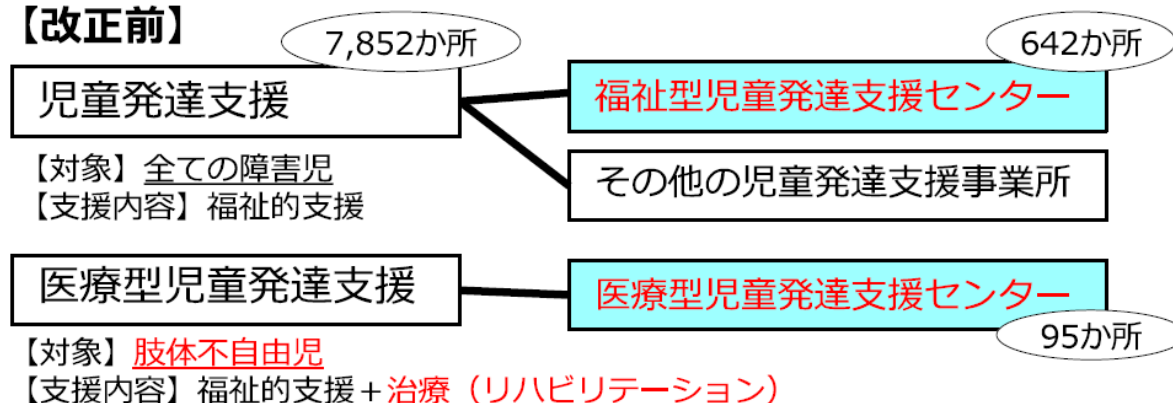 【改正前】
7,852か所
642か所
児童発達支援
福祉型児童発達支援センター
【対象】全ての障害児
【支援内容】福祉的支援
その他の児童発達支援事業所
医療型児童発達支援
医療型児童発達支援センター
95か所
【対象】肢体不自由児
【支援内容】福祉的支援+治療（リハビリテーション）